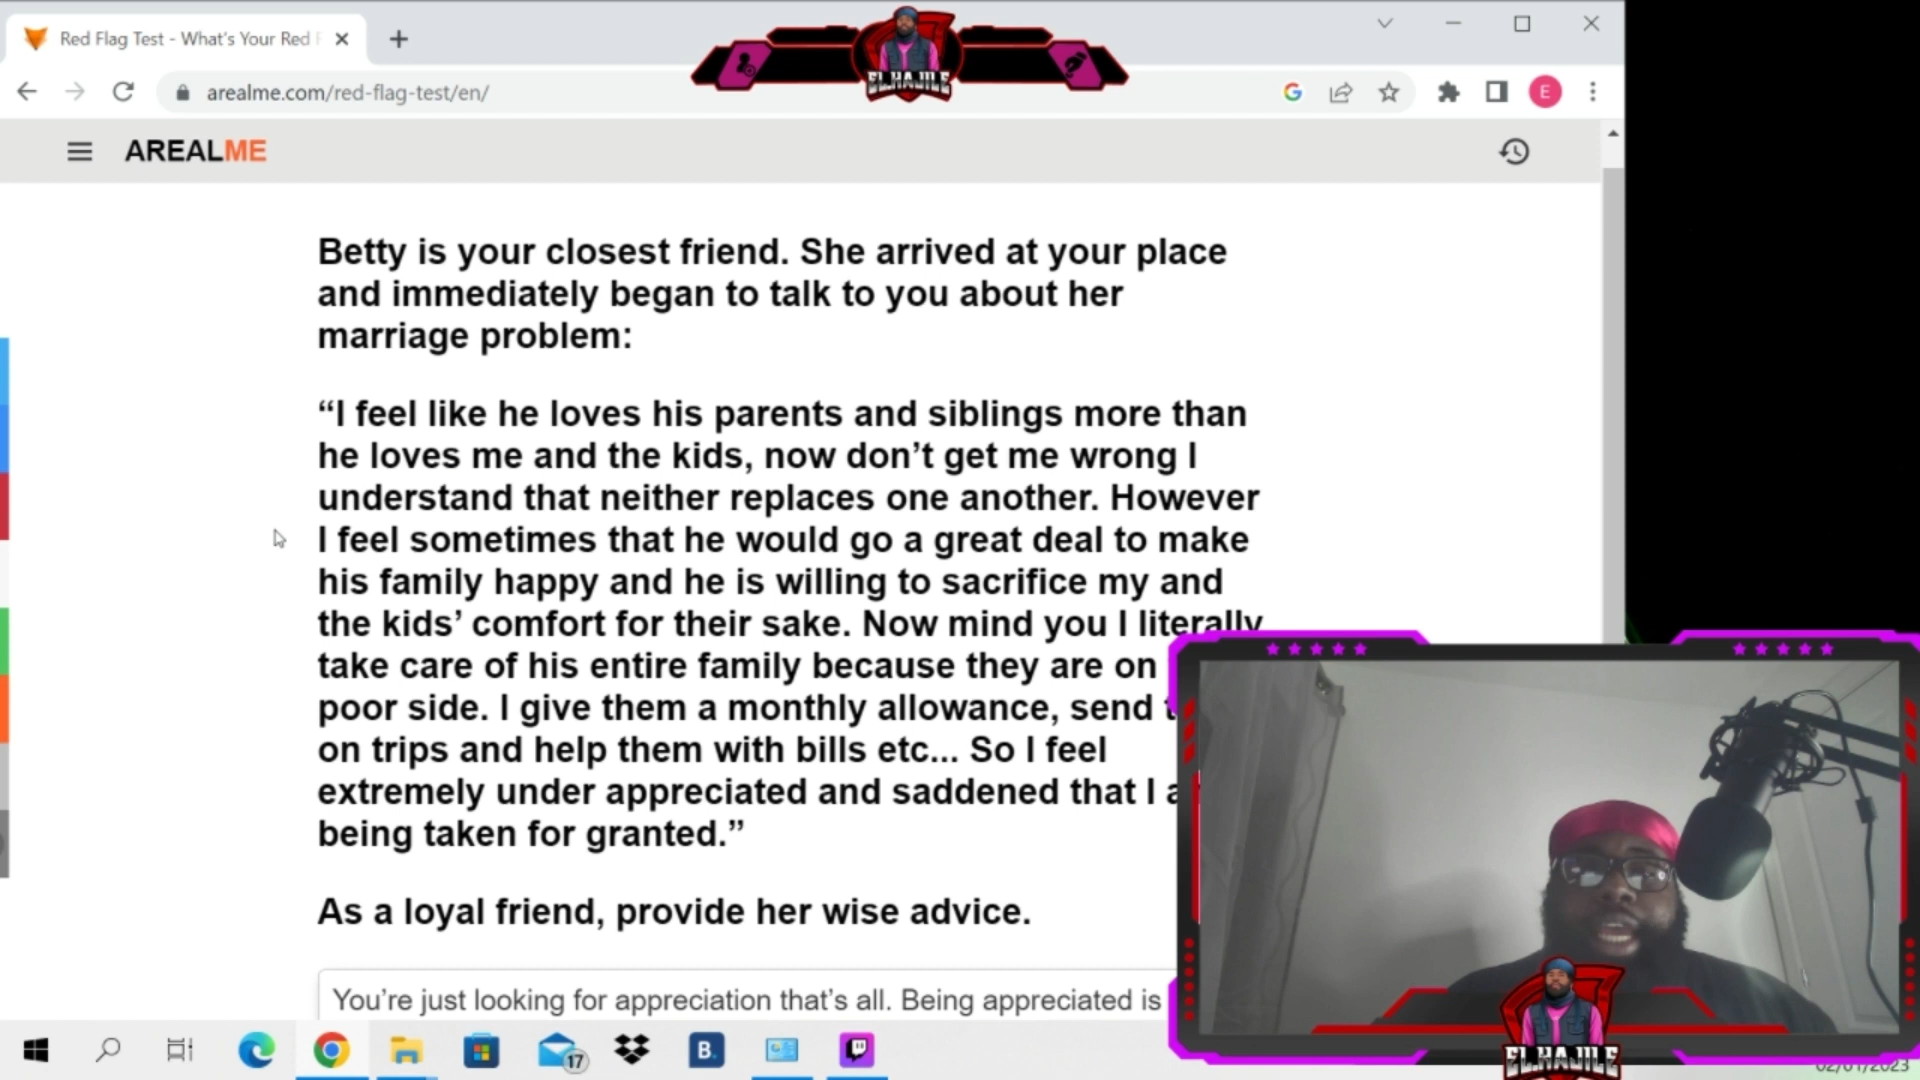 Red Flag Test - What's Your Red
arealme.com/red-flag-test/en/
E
EL.HAJILE
AREALME
Betty is your closest friend. She arrived at your place
and immediately began to talk to you about her
marriage problem:
“I feel like he loves his parents and siblings more than
he loves me and the kids, now don’t get me wrong I
understand that neither replaces one another. However
I feel sometimes that he would go a great deal to make
his family happy and he is willing to sacrifice my and
the kids’ comfort for their sake. Now mind you I literally
take care of his entire family because they are on
poor side. I give them a monthly allowance, send
on trips and help them with bills etc... So I feel
extremely under appreciated and saddened that I
being taken for granted.”
As a loyal friend, provide her wise advice.
You’re just looking for appreciation that’s all. Being appreciated is
17
B.
EL.HAJILE
02/01/2023